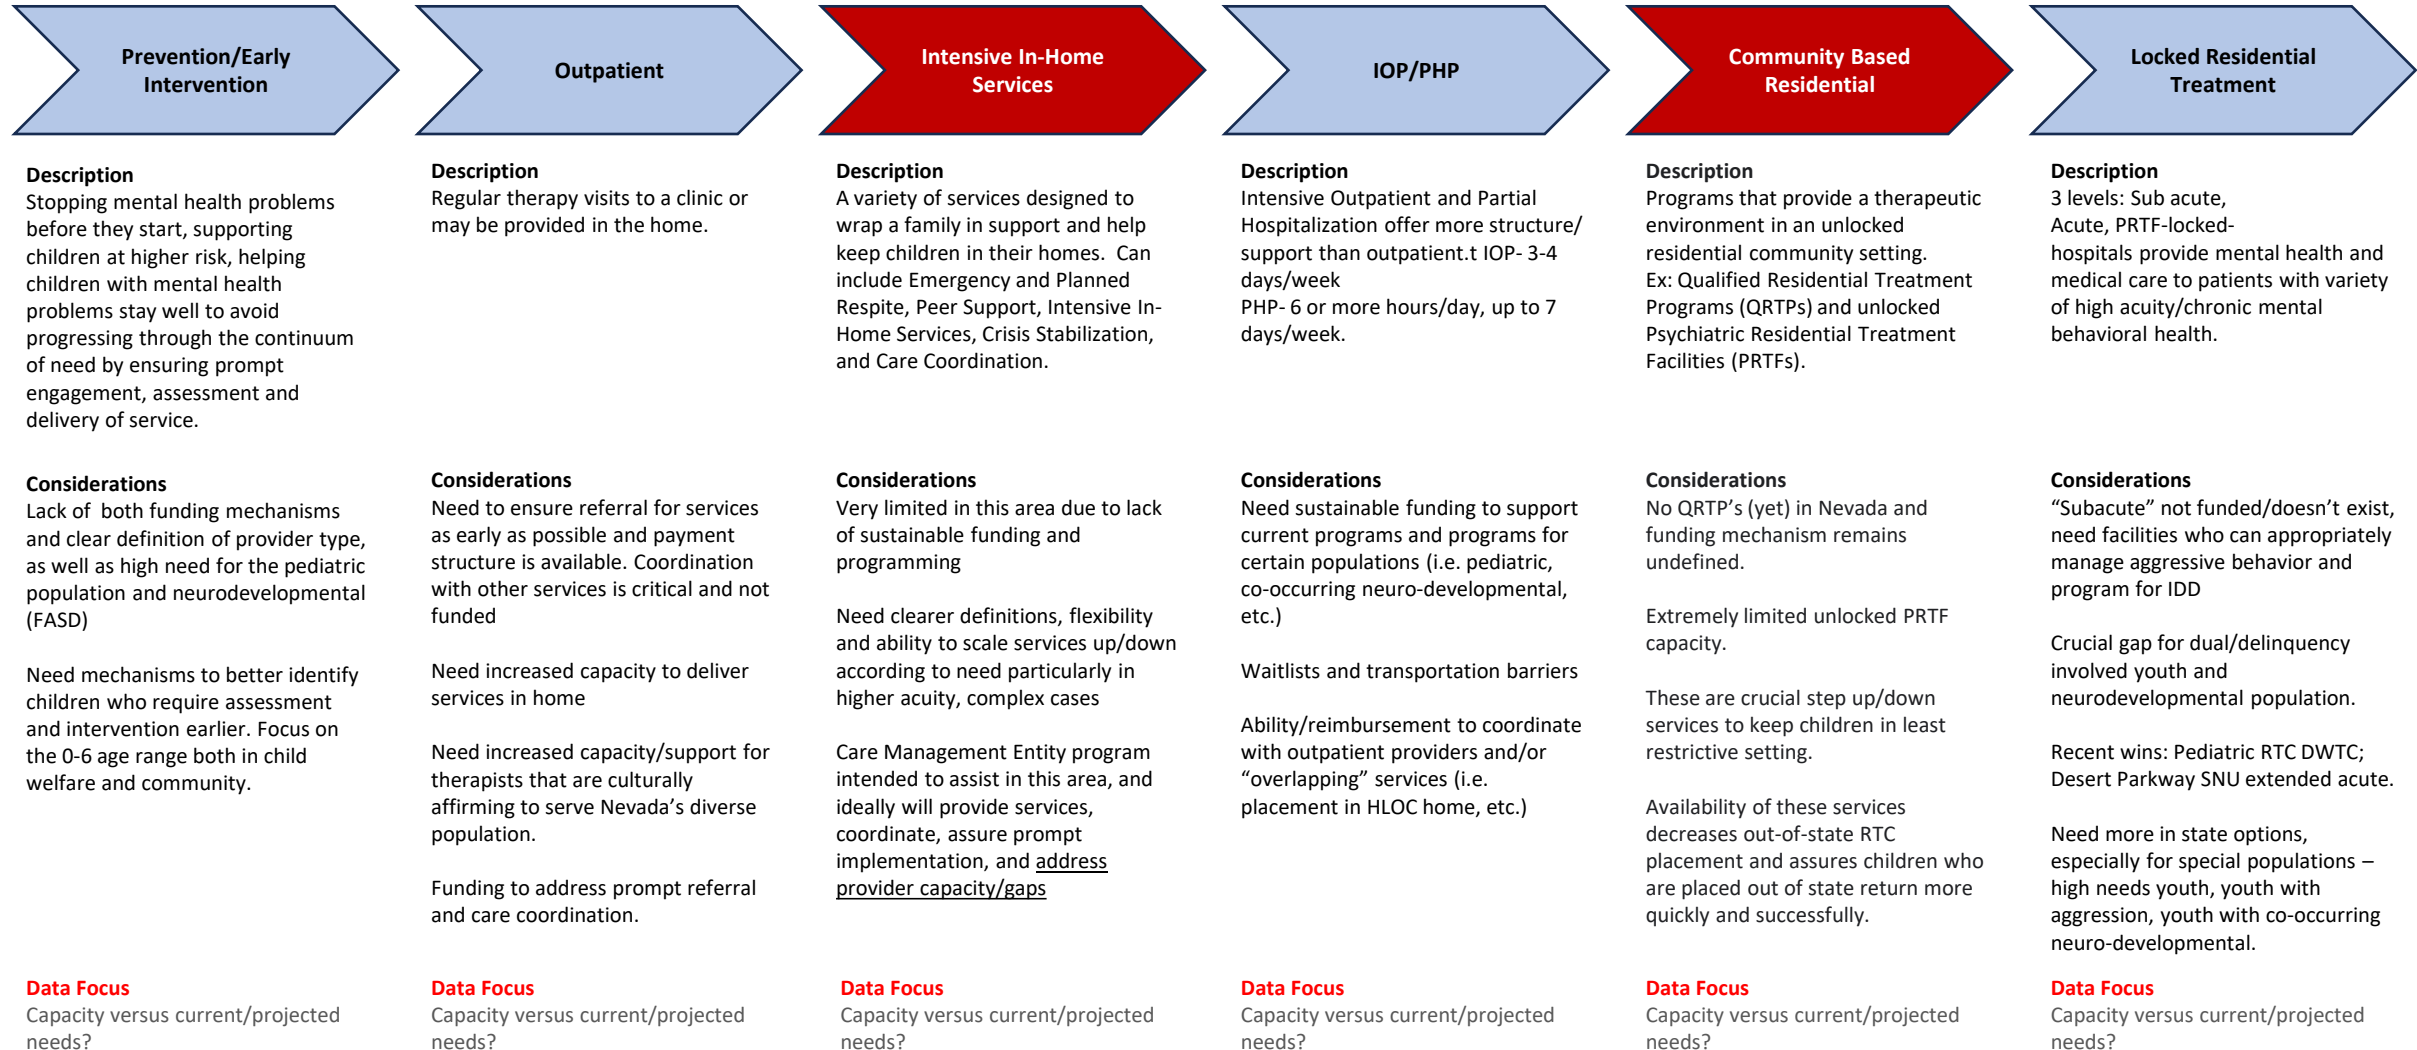 Prevention/Early
Intervention
Outpatient
Intensive In-Home
Services
IOP/PHP
Community Based
Residential
Locked Residential
Treatment
Description
Stopping mental health problems
before they start, supporting
children at higher risk, helping
children with mental health
problems stay well to avoid
progressing through the continuum
of need by ensuring prompt
engagement, assessment and
delivery of service.
Considerations
Lack of  both funding mechanisms
and clear definition of provider type,
as well as high need for the pediatric
population and neurodevelopmental
(FASD)
Need mechanisms to better identify
children who require assessment
and intervention earlier. Focus on
the 0-6 age range both in child
welfare and community.
Data Focus
Capacity versus current/projected
needs?
Description
Regular therapy visits to a clinic or
may be provided in the home.
Considerations
Need to ensure referral for services
as early as possible and payment
structure is available. Coordination
with other services is critical and not
funded
Need increased capacity to deliver
services in home
Need increased capacity/support for
therapists that are culturally
affirming to serve Nevada’s diverse
population.
Funding to address prompt referral
and care coordination.
Data Focus
Capacity versus current/projected
needs?
Description
A variety of services designed to
wrap a family in support and help
keep children in their homes.  Can
include Emergency and Planned
Respite, Peer Support, Intensive In-
Home Services, Crisis Stabilization,
and Care Coordination.
Considerations
Very limited in this area due to lack
of sustainable funding and
programming
Need clearer definitions, flexibility
and ability to scale services up/down
according to need particularly in
higher acuity, complex cases
Care Management Entity program
intended to assist in this area, and
ideally will provide services,
coordinate, assure prompt
implementation, and address
provider capacity/gaps
Data Focus
Capacity versus current/projected
needs?
Description
Intensive Outpatient and Partial
Hospitalization offer more structure/
support than outpatient.t IOP- 3-4
days/week
PHP- 6 or more hours/day, up to 7
days/week.
Considerations
Need sustainable funding to support
current programs and programs for
certain populations (i.e. pediatric,
co-occurring neuro-developmental,
etc.)
Waitlists and transportation barriers
Ability/reimbursement to coordinate
with outpatient providers and/or
“overlapping” services (i.e.
placement in HLOC home, etc.)
Data Focus
Capacity versus current/projected
needs?
Description
Programs that provide a therapeutic
environment in an unlocked
residential community setting.
Ex: Qualified Residential Treatment
Programs (QRTPs) and unlocked
Psychiatric Residential Treatment
Facilities (PRTFs).
Considerations
No QRTP’s (yet) in Nevada and
funding mechanism remains
undefined.
Extremely limited unlocked PRTF
capacity.
These are crucial step up/down
services to keep children in least
restrictive setting.
Availability of these services
decreases out-of-state RTC
placement and assures children who
are placed out of state return more
quickly and successfully.
Data Focus
Capacity versus current/projected
needs?
Description
3 levels: Sub acute,
Acute, PRTF-locked-
hospitals provide mental health and
medical care to patients with variety
of high acuity/chronic mental
behavioral health.
Considerations
“Subacute” not funded/doesn’t exist,
need facilities who can appropriately
manage aggressive behavior and
program for IDD
Crucial gap for dual/delinquency
involved youth and
neurodevelopmental population.
Recent wins: Pediatric RTC DWTC;
Desert Parkway SNU extended acute.
Need more in state options,
especially for special populations –
high needs youth, youth with
aggression, youth with co-occurring
neuro-developmental.
Data Focus
Capacity versus current/projected
needs?